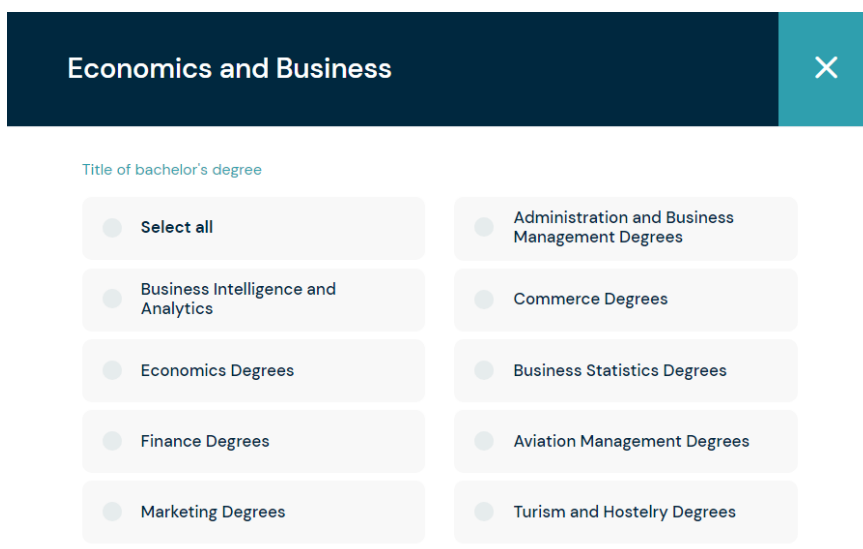 Economics and Business
Title of bachelor's degree
Select all
Administration and Business
Management Degrees
Business Intelligence and
Analytics
Commerce Degrees
Economics Degrees
Business Statistics Degrees
Finance Degrees
Aviation Management Degrees
Marketing Degrees
Turism and Hostelry Degrees